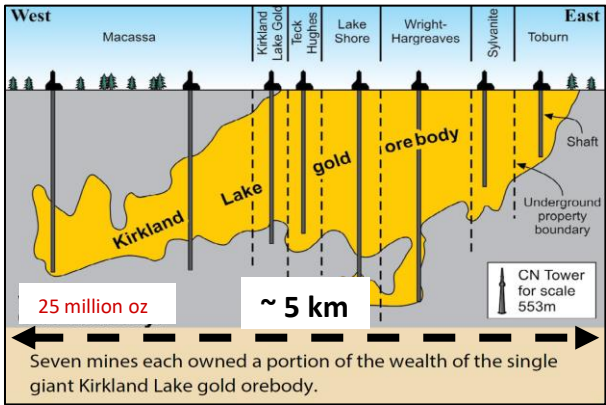 West
East
Macassa
Kirkland
Lake Gold
Teck
Hughes
Lake
Shore
Wright-
Hargreaves
Sylvanite
Toburn
Kirkland Lake gold orebody
Shaft
Underground
property
boundary
CN Tower
for scale
553m
25 million oz
~ 5 km
Seven mines each owned a portion of the wealth of the single
giant Kirkland Lake gold orebody.